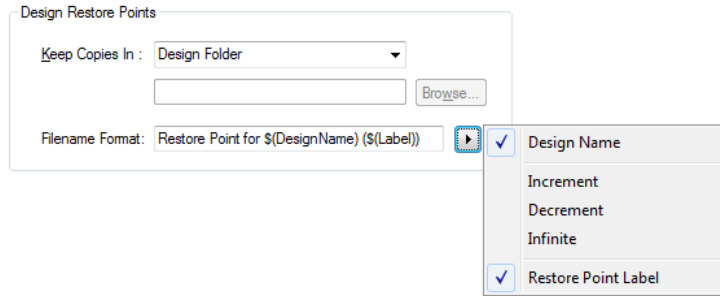 Design Restore Points
Keep Copies In : Design Folder
Browse...
Filename Format: Restore Point for $(DesignName) ($(Label))
Design Name
Increment
Decrement
Infinite
Restore Point Label